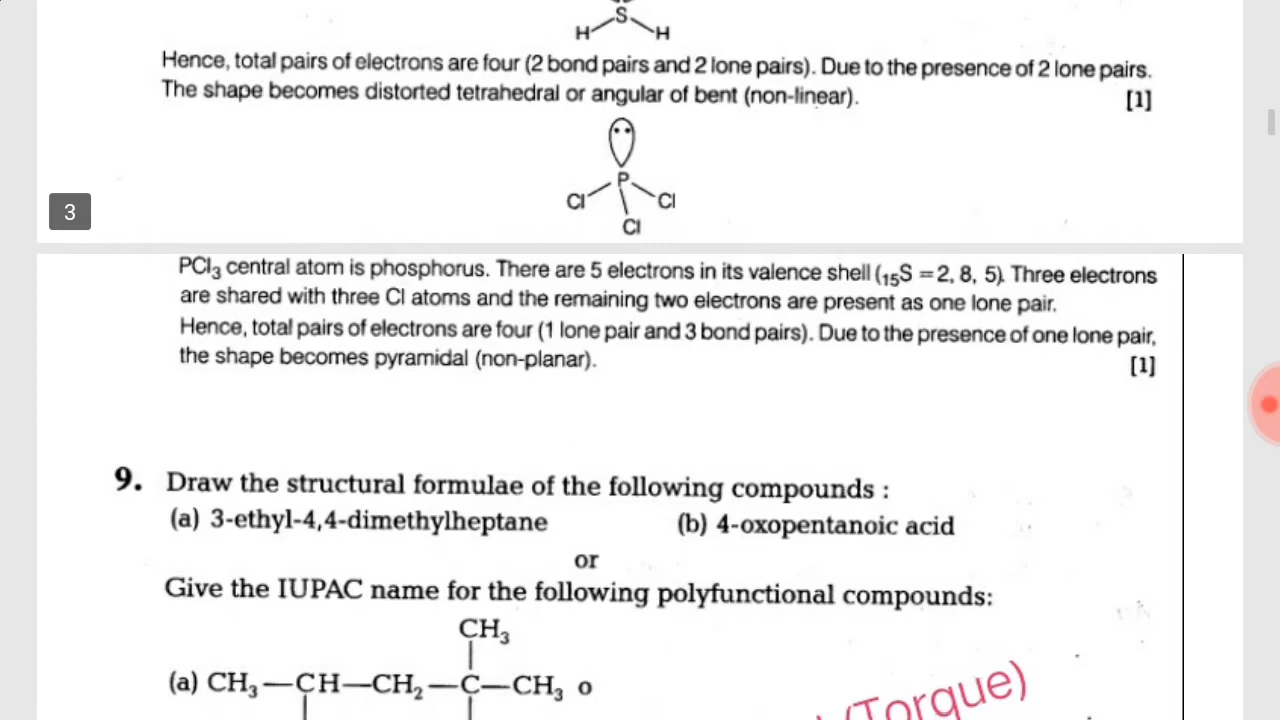 S
H H
Hence, total pairs of electrons are four (2 bond pairs and 2 lone pairs). Due to the presence of 2 lone pairs.
The shape becomes distorted tetrahedral or angular of bent (non-linear).
[1]
P
Cl Cl
Cl
3
PCl₃ central atom is phosphorus. There are 5 electrons in its valence shell (₁₅S = 2, 8, 5). Three electrons
are shared with three Cl atoms and the remaining two electrons are present as one lone pair.
Hence, total pairs of electrons are four (1 lone pair and 3 bond pairs). Due to the presence of one lone pair,
the shape becomes pyramidal (non-planar).
[1]
9. Draw the structural formulae of the following compounds :
(a) 3-ethyl-4,4-dimethylheptane (b) 4-oxopentanoic acid
or
Give the IUPAC name for the following polyfunctional compounds:
CH₃
(a) CH₃—CH—CH₂—C—CH₃ o
(Torque)